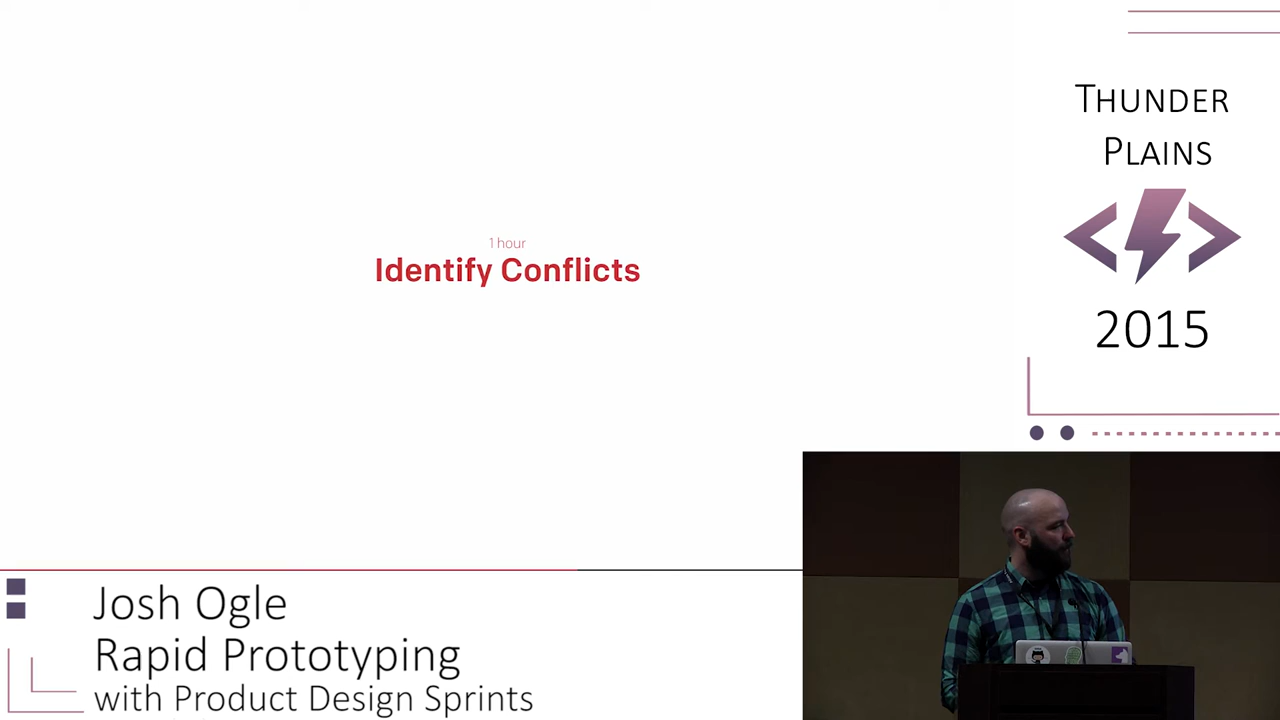 1 hour
Identify Conflicts
THUNDER
PLAINS
2015
Josh Ogle
Rapid Prototyping
with Product Design Sprints